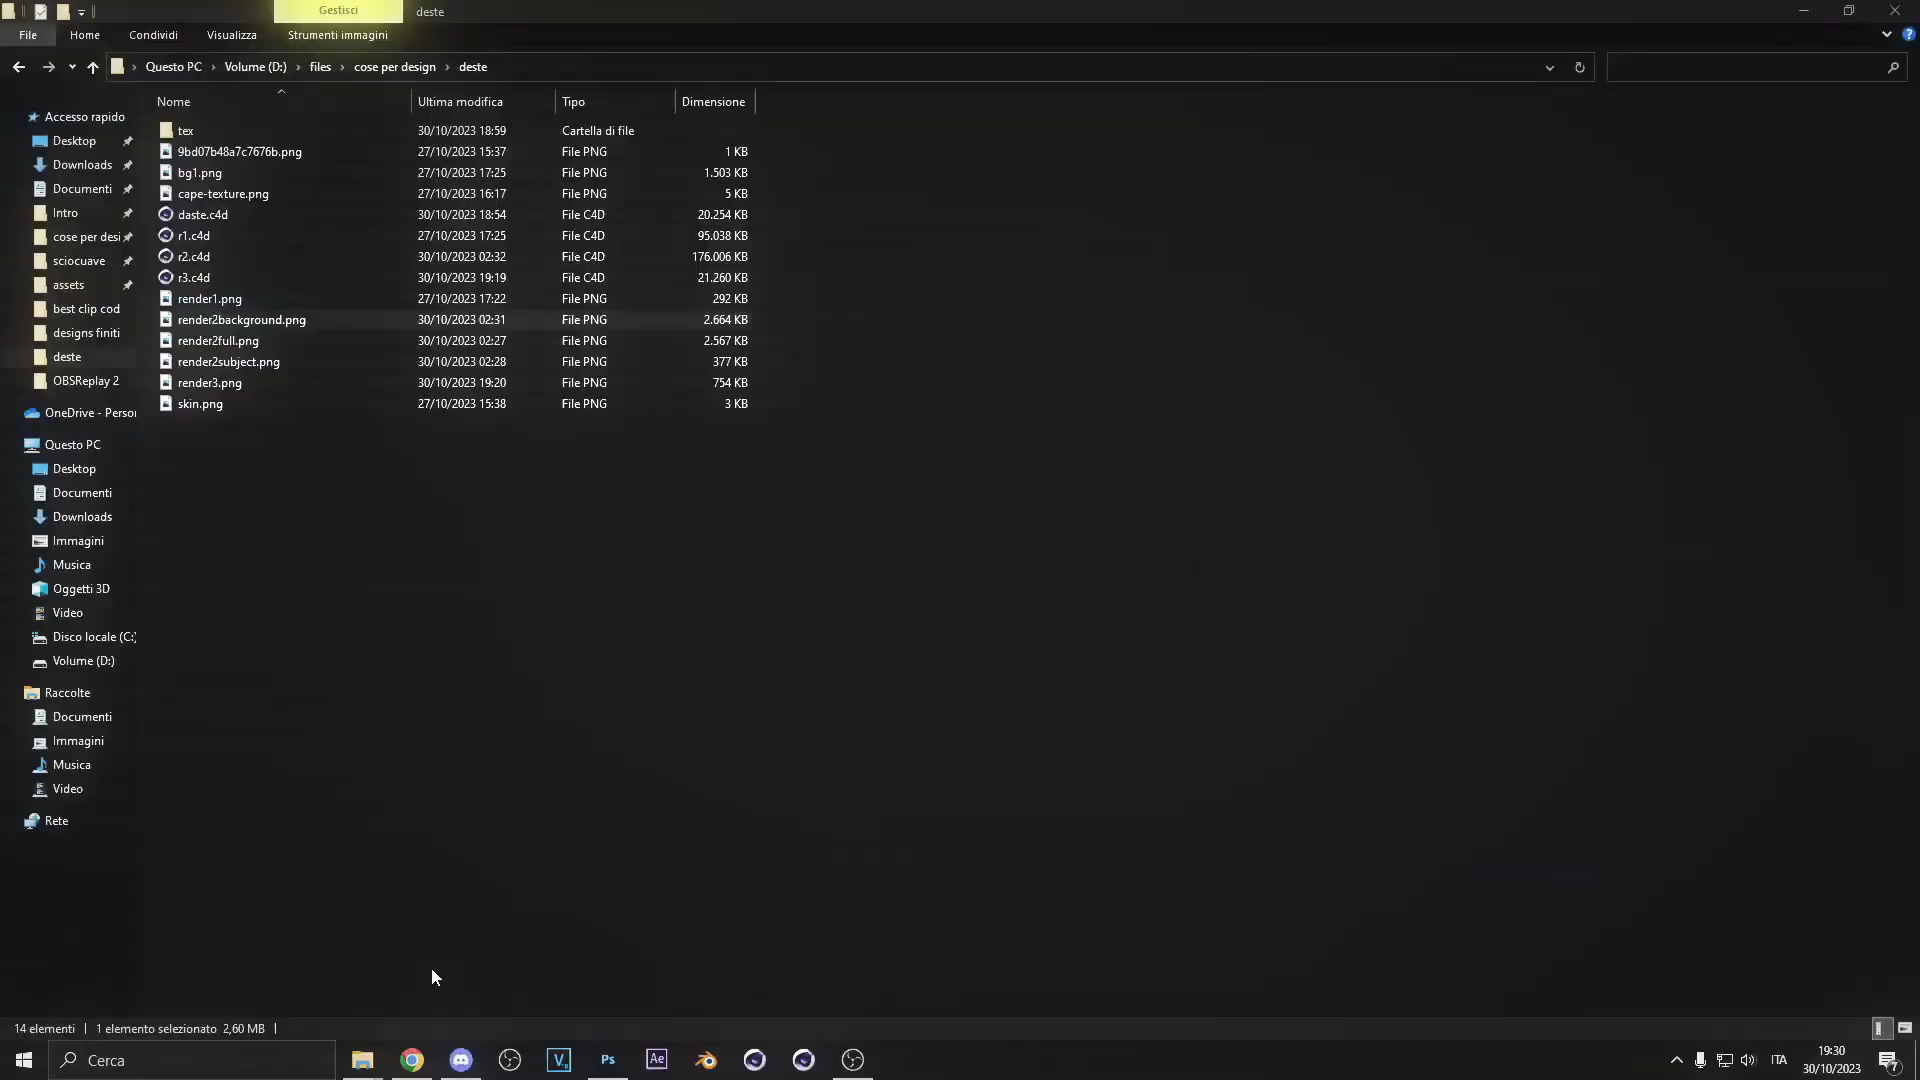 Gestisci
deste
File
Home
Condividi
Visualizza
Strumenti immagini
Questo PC
Volume (D:)
files
cose per design
deste
Nome
Ultima modifica
Tipo
Dimensione
tex 30/10/2023 18:59 Cartella di file
9bd07b48a7c7676b.png 27/10/2023 15:37 File PNG 1 KB
bg1.png 27/10/2023 17:25 File PNG 1.503 KB
cape-texture.png 27/10/2023 16:17 File PNG 5 KB
daste.c4d 30/10/2023 18:54 File C4D 20.254 KB
r1.c4d 27/10/2023 17:25 File C4D 95.038 KB
r2.c4d 30/10/2023 02:32 File C4D 176.006 KB
r3.c4d 30/10/2023 19:19 File C4D 21.260 KB
render1.png 27/10/2023 17:22 File PNG 292 KB
render2background.png 30/10/2023 02:31 File PNG 2.664 KB
render2full.png 30/10/2023 02:27 File PNG 2.567 KB
render2subject.png 30/10/2023 02:28 File PNG 377 KB
render3.png 30/10/2023 19:20 File PNG 754 KB
skin.png 27/10/2023 15:38 File PNG 3 KB
Accesso rapido
Desktop
Downloads
Documenti
Intro
cose per desi
sciocuave
assets
best clip cod
designs finiti
deste
OBSReplay 2
OneDrive - Person
Questo PC
Desktop
Documenti
Downloads
Immagini
Musica
Oggetti 3D
Video
Disco locale (C:)
Volume (D:)
Raccolte
Documenti
Immagini
Musica
Video
Rete
14 elementi
1 elemento selezionato 2,60 MB
Cerca
V
Ps
Ae
ITA
19:30
30/10/2023
7